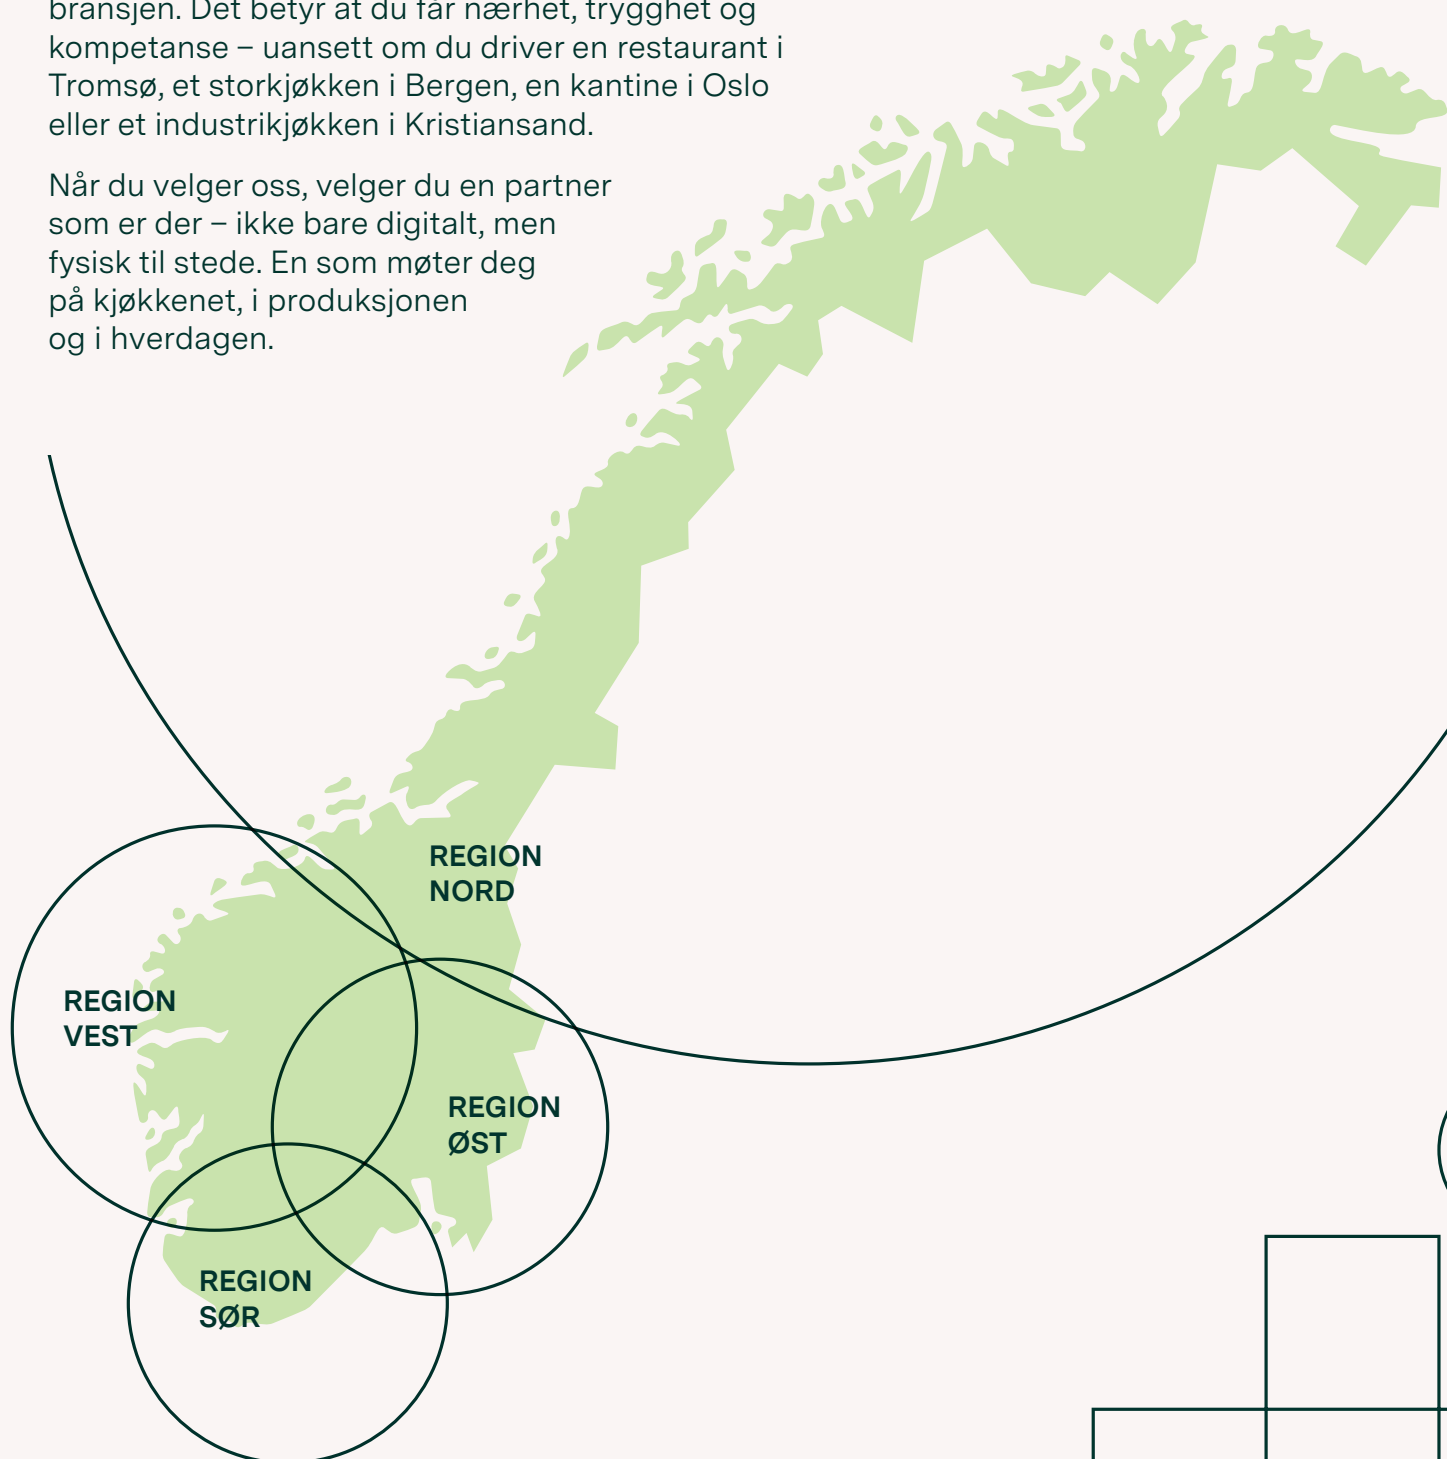 bransjen. Det betyr at du får nærhet, trygghet og
kompetanse – uansett om du driver en restaurant i
Tromsø, et storkjøkken i Bergen, en kantine i Oslo
eller et industrikjøkken i Kristiansand.
Når du velger oss, velger du en partner
som er der – ikke bare digitalt, men
fysisk til stede. En som møter deg
på kjøkkenet, i produksjonen
og i hverdagen.
REGION
NORD
REGION
VEST
REGION
ØST
REGION
SØR